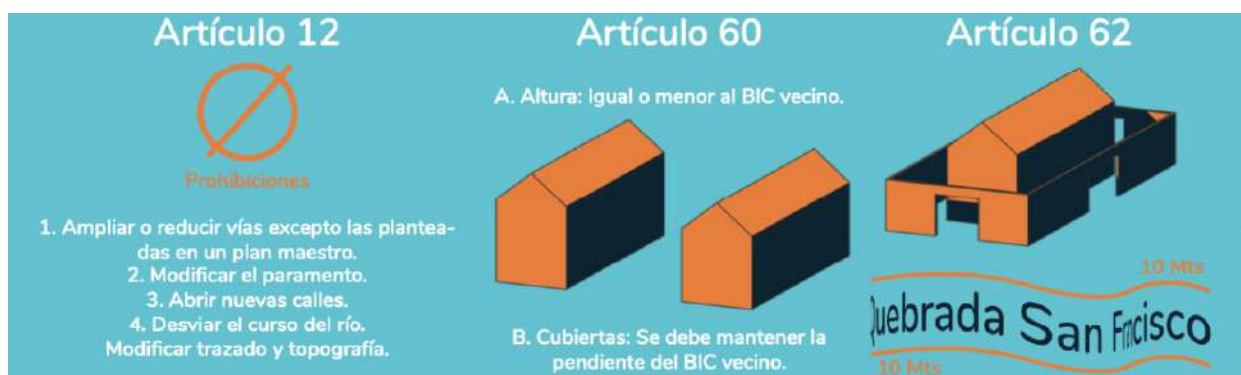 Artículo 12
Prohibiciones
1. Ampliar o reducir vías excepto las plantea-
das en un plan maestro.
2. Modificar el paramento.
3. Abrir nuevas calles.
4. Desviar el curso del río.
Modificar trazado y topografía.
Artículo 60
A. Altura: Igual o menor al BIC vecino.
B. Cubiertas: Se debe mantener la
pendiente del BIC vecino.
Artículo 62
10 Mts
Quebrada San Francisco
10 Mts